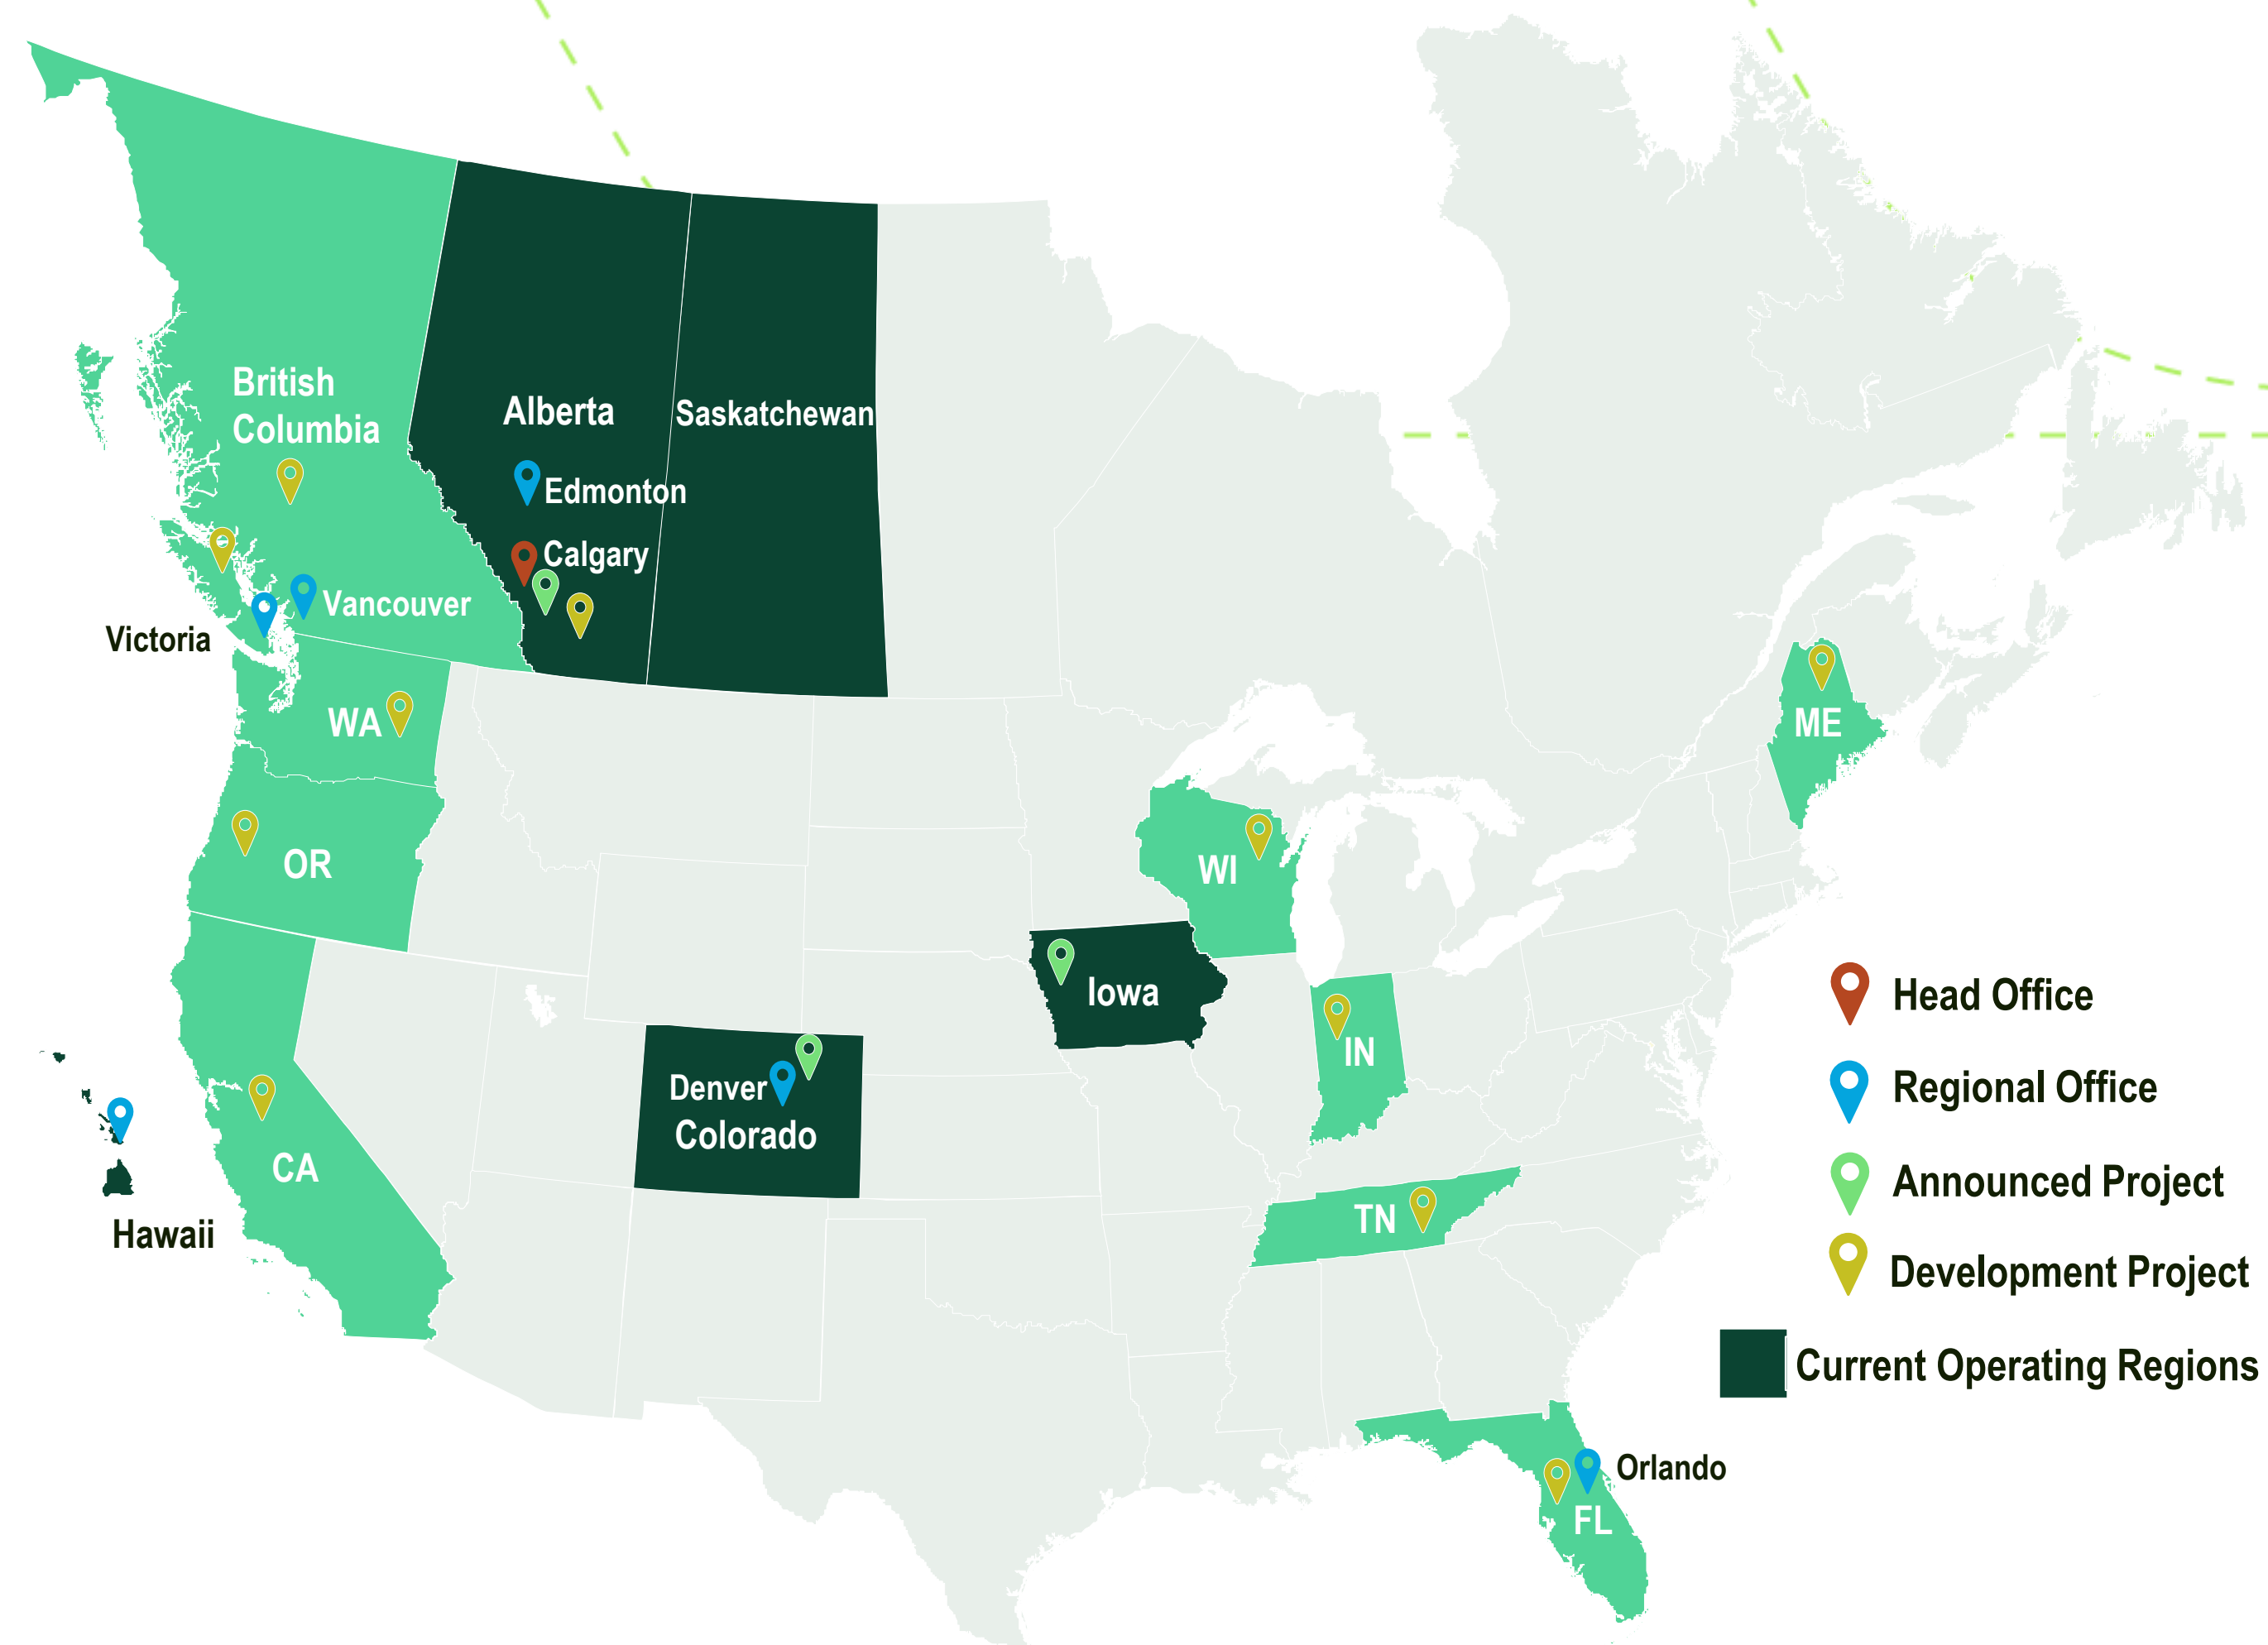 British
Columbia
Alberta
Saskatchewan
Edmonton
Calgary
Vancouver
Victoria
WA
ME
OR
WI
Iowa
IN
Denver
Colorado
CA
TN
Hawaii
Orlando
FL
Head Office
Regional Office
Announced Project
Development Project
Current Operating Regions